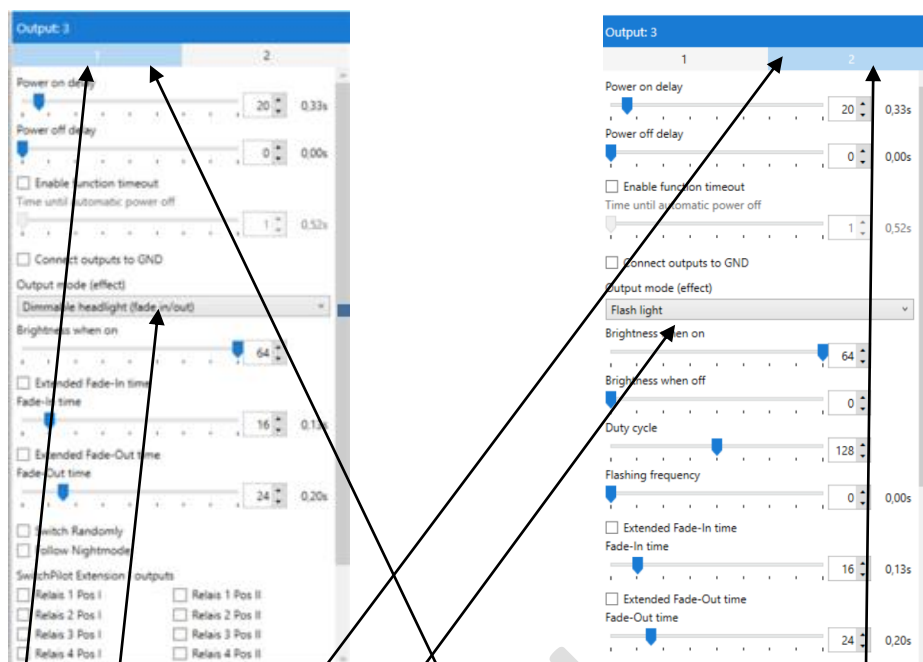 Output: 3
1 2
Power on delay
20 0,33s
Power off delay
0 0,00s
Enable function timeout
Time until automatic power off
1 0,52s
Connect outputs to GND
Output mode (effect)
Dimmable headlight (fade in/out)
Brightness when on
64
Extended Fade-In time
Fade-In time
16 0,13s
Extended Fade-Out time
Fade-Out time
24 0,20s
Switch Randomly
Follow Nightmode
SwitchPilot Extension outputs
Relais 1 Pos I Relais 1 Pos II
Relais 2 Pos I Relais 2 Pos II
Relais 3 Pos I Relais 3 Pos II
Relais 4 Pos I Relais 4 Pos II
Output: 3
1 2
Power on delay
20 0,33s
Power off delay
0 0,00s
Enable function timeout
Time until automatic power off
1 0,52s
Connect outputs to GND
Output mode (effect)
Flash light
Brightness when on
64
Brightness when off
0
Duty cycle
128
Flashing frequency
0 0,00s
Extended Fade-In time
Fade-In time
16 0,13s
Extended Fade-Out time
Fade-Out time
24 0,20s